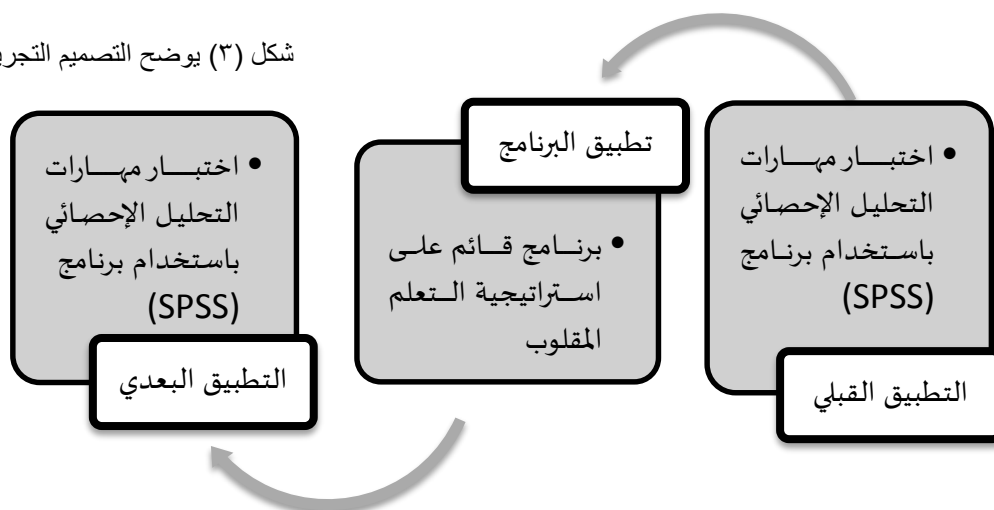 شكل (٣) يوضح التصميم
• اختبار مهارات
التحليل الإحصائي
باستخدام برنامج
(SPSS)
التطبيق القبلي
تطبيق البرنامج
• برنامج قائم على
استراتيجية التعلم
المقلوب
• اختبار مهارات
التحليل الإحصائي
باستخدام برنامج
(SPSS)
التطبيق البعدي